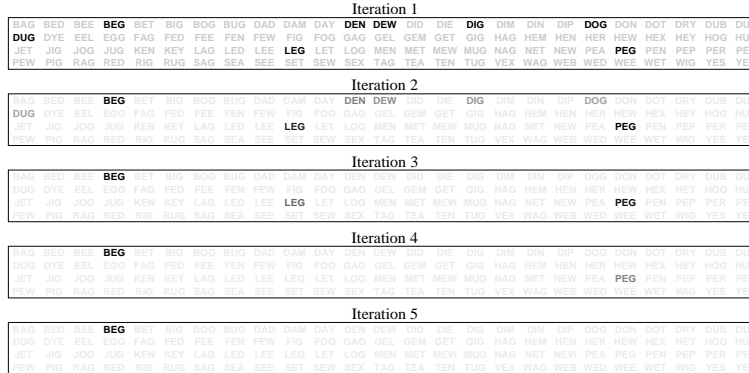 Iteration 1
BAG BED BEE BEG BET BIG BOG BUG DAD DAM DAY DEN DEW DID DIE DIG DIM DIN DIP DOG DON DOT DRY DUB DU
DUG DYE EEL EGG FAG FED FEE FEN FEW FIG FOG GAG GEL GEM GET GIG HAG HEM HEN HER HEW HEX HEY HOG HU
JET JIG JOG JUG KEN KEY LAG LED LEE LEG LET LOG MEN MET MEW MUG NAG NET NEW PEA PEG PEN PEP PER PE
PEW PIG RAG RED RIG RUG SAG SEA SEE SET SEW SEX TAG TEA TEN TUG VEX WAG WEB WED WEE WET WIG YES YE
Iteration 2
BAG BED BEE BEG BET BIG BOG BUG DAD DAM DAY DEN DEW DID DIE DIG DIM DIN DIP DOG DON DOT DRY DUB DU
DUG DYE EEL EGG FAG FED FEE FEN FEW FIG FOG GAG GEL GEM GET GIG HAG HEM HEN HER HEW HEX HEY HOG HU
JET JIG JOG JUG KEN KEY LAG LED LEE LEG LET LOG MEN MET MEW MUG NAG NET NEW PEA PEG PEN PEP PER PE
PEW PIG RAG RED RIG RUG SAG SEA SEE SET SEW SEX TAG TEA TEN TUG VEX WAG WEB WED WEE WET WIG YES YE
Iteration 3
BAG BED BEE BEG BET BIG BOG BUG DAD DAM DAY DEN DEW DID DIE DIG DIM DIN DIP DOG DON DOT DRY DUB DU
DUG DYE EEL EGG FAG FED FEE FEN FEW FIG FOG GAG GEL GEM GET GIG HAG HEM HEN HER HEW HEX HEY HOG HU
JET JIG JOG JUG KEN KEY LAG LED LEE LEG LET LOG MEN MET MEW MUG NAG NET NEW PEA PEG PEN PEP PER PE
PEW PIG RAG RED RIG RUG SAG SEA SEE SET SEW SEX TAG TEA TEN TUG VEX WAG WEB WED WEE WET WIG YES YE
Iteration 4
BAG BED BEE BEG BET BIG BOG BUG DAD DAM DAY DEN DEW DID DIE DIG DIM DIN DIP DOG DON DOT DRY DUB DU
DUG DYE EEL EGG FAG FED FEE FEN FEW FIG FOG GAG GEL GEM GET GIG HAG HEM HEN HER HEW HEX HEY HOG HU
JET JIG JOG JUG KEN KEY LAG LED LEE LEG LET LOG MEN MET MEW MUG NAG NET NEW PEA PEG PEN PEP PER PE
PEW PIG RAG RED RIG RUG SAG SEA SEE SET SEW SEX TAG TEA TEN TUG VEX WAG WEB WED WEE WET WIG YES YE
Iteration 5
BAG BED BEE BEG BET BIG BOG BUG DAD DAM DAY DEN DEW DID DIE DIG DIM DIN DIP DOG DON DOT DRY DUB DU
DUG DYE EEL EGG FAG FED FEE FEN FEW FIG FOG GAG GEL GEM GET GIG HAG HEM HEN HER HEW HEX HEY HOG HU
JET JIG JOG JUG KEN KEY LAG LED LEE LEG LET LOG MEN MET MEW MUG NAG NET NEW PEA PEG PEN PEP PER PE
PEW PIG RAG RED RIG RUG SAG SEA SEE SET SEW SEX TAG TEA TEN TUG VEX WAG WEB WED WEE WET WIG YES YE